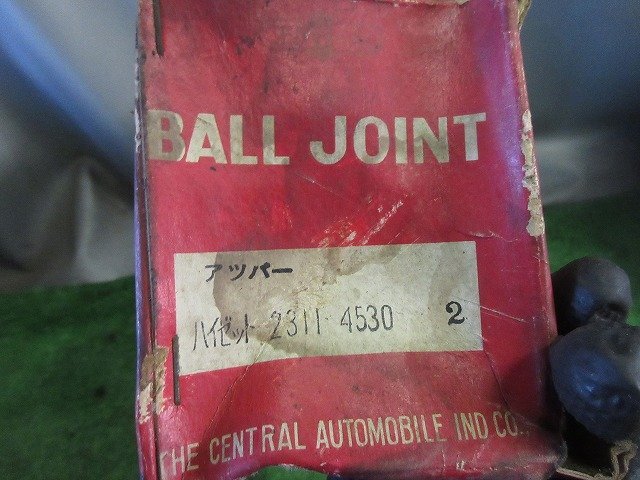 BALL JOINT
アッパー
ハイゼット 2311-4530 2
THE CENTRAL AUTOMOBILE IND CO.